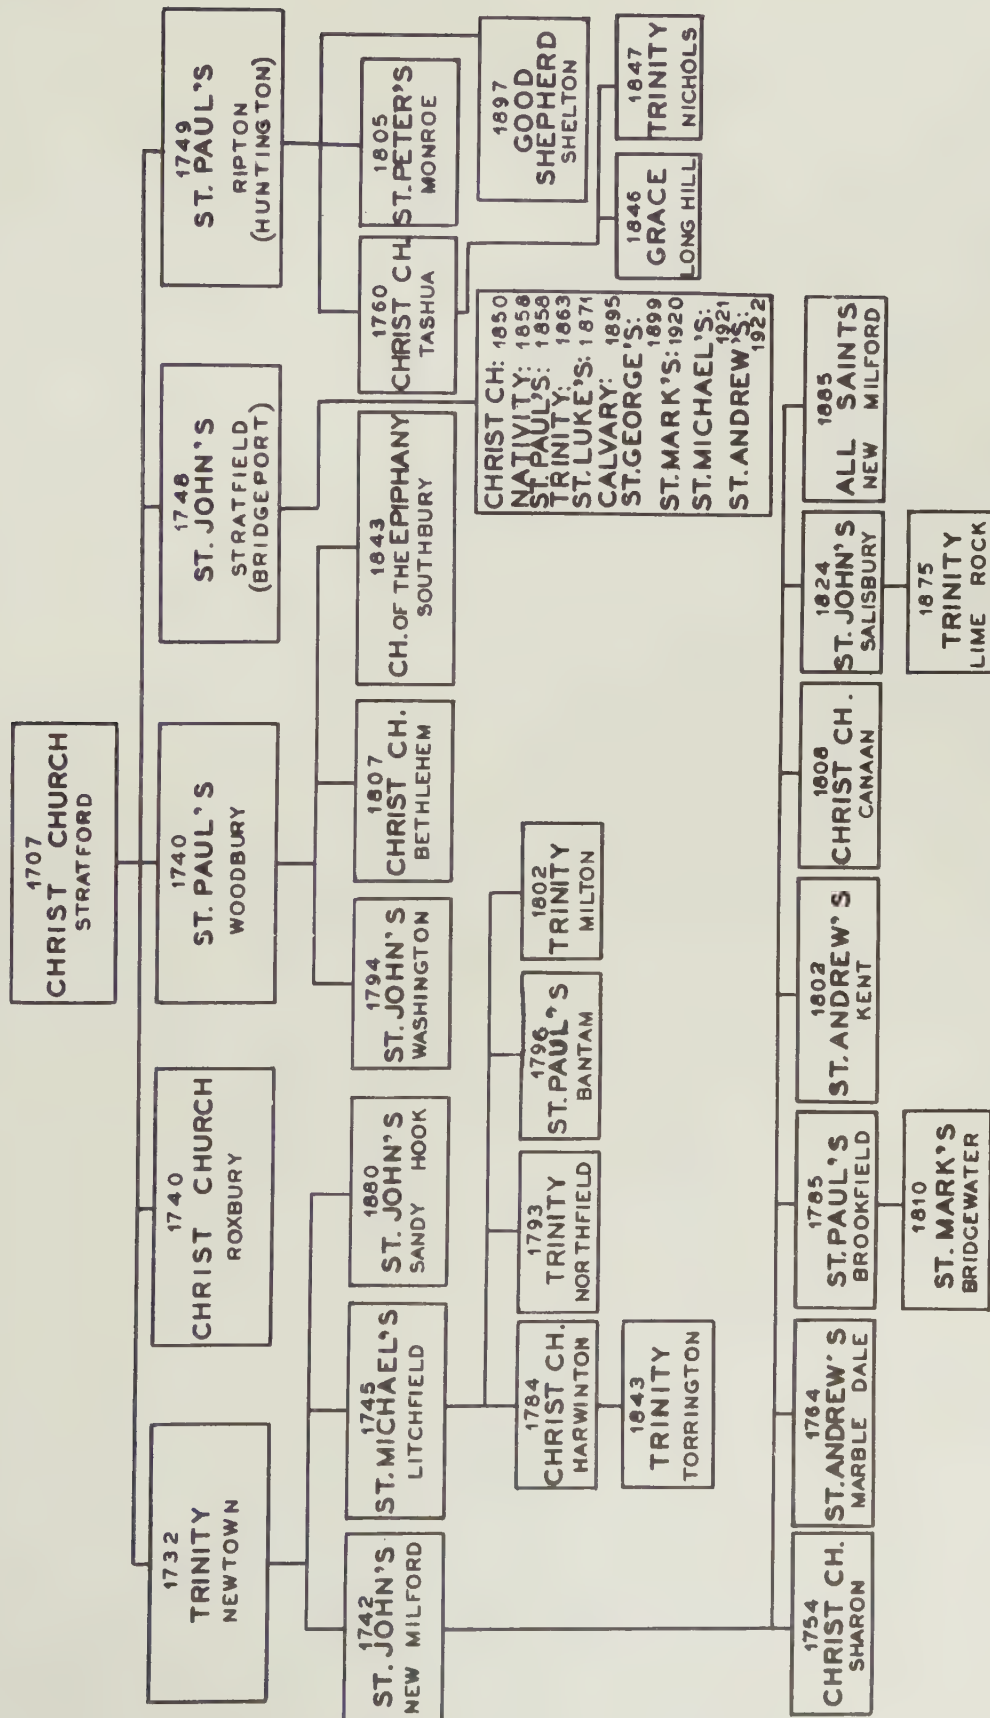 1707
CHRIST CHURCH
STRATFORD
1732
TRINITY
NEWTOWN
1740
CHRIST CHURCH
ROXBURY
1740
ST. PAUL'S
WOODBURY
1748
ST. JOHN'S
STRATFIELD
(BRIDGEPORT)
1749
ST. PAUL'S
RIPTON
(HUNTINGTON)
1742
ST. JOHN'S
NEW MILFORD
1745
ST. MICHAEL'S
LITCHFIELD
1880
ST. JOHN'S
SANDY HOOK
1794
ST. JOHN'S
WASHINGTON
1807
CHRIST CH.
BETHLEHEM
1843
CH. OF THE EPIPHANY
SOUTHBURY
1760
CHRIST CH.
TASHUA
1805
ST. PETER'S
MONROE
1897
GOOD
SHEPHERD
SHELTON
CHRIST CH: 1850
NATIVITY: 1858
ST. PAUL'S: 1858
TRINITY: 1863
ST. LUKE'S: 1871
CALVARY: 1895
ST. GEORGE'S:
1899
ST. MARK'S: 1920
ST. MICHAEL'S:
1921
ST. ANDREW'S:
1922
1784
CHRIST CH.
HARWINTON
1793
TRINITY
NORTHFIELD
1796
ST. PAUL'S
BANTAM
1802
TRINITY
MILTON
1846
GRACE
LONG HILL
1847
TRINITY
NICHOLS
1843
TRINITY
TORRINGTON
1754
CHRIST CH.
SHARON
1764
ST. ANDREW'S
MARBLE DALE
1785
ST. PAUL'S
BROOKFIELD
1802
ST. ANDREW'S
KENT
1808
CHRIST CH.
CANAAN
1824
ST. JOHN'S
SALISBURY
1885
ALL SAINTS
NEW MILFORD
1810
ST. MARK'S
BRIDGEWATER
1875
TRINITY
LIME ROCK